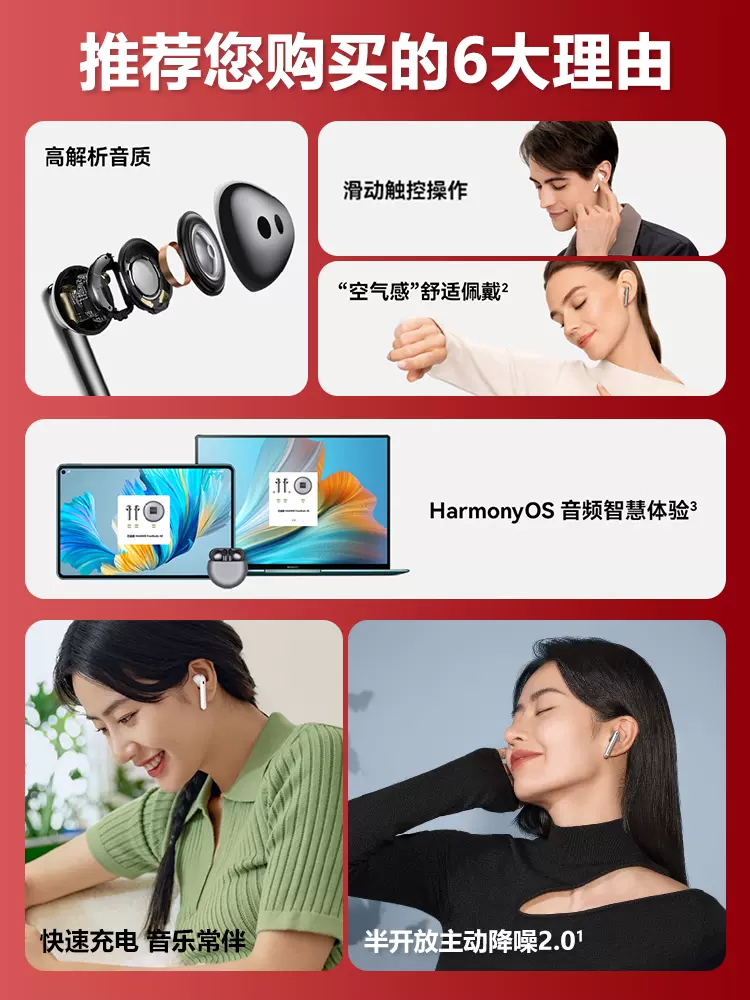 推荐您购买的6大理由
高解析音质
滑动触控操作
“空气感”舒适佩戴²
HarmonyOS 音频智慧体验³
快速充电 音乐常伴
半开放主动降噪2.0¹